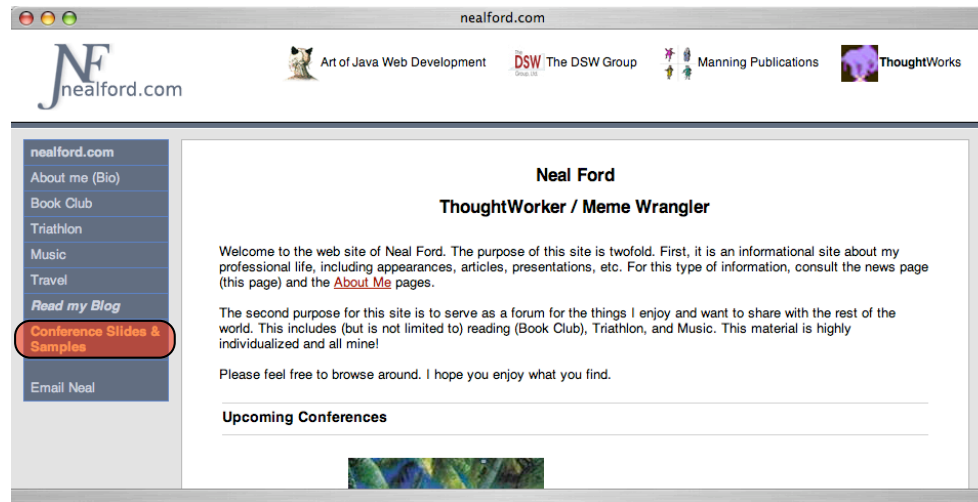 nealford.com
NF
nealford.com
Art of Java Web Development
The
DSW
Group, Ltd
The DSW Group
Manning Publications
ThoughtWorks
nealford.com
About me (Bio)
Book Club
Triathlon
Music
Travel
Read my Blog
Conference Slides &
Samples
Email Neal
Neal Ford
ThoughtWorker / Meme Wrangler
Welcome to the web site of Neal Ford. The purpose of this site is twofold. First, it is an informational site about my
professional life, including appearances, articles, presentations, etc. For this type of information, consult the news page
(this page) and the About Me pages.
The second purpose for this site is to serve as a forum for the things I enjoy and want to share with the rest of the
world. This includes (but is not limited to) reading (Book Club), Triathlon, and Music. This material is highly
individualized and all mine!
Please feel free to browse around. I hope you enjoy what you find.
Upcoming Conferences